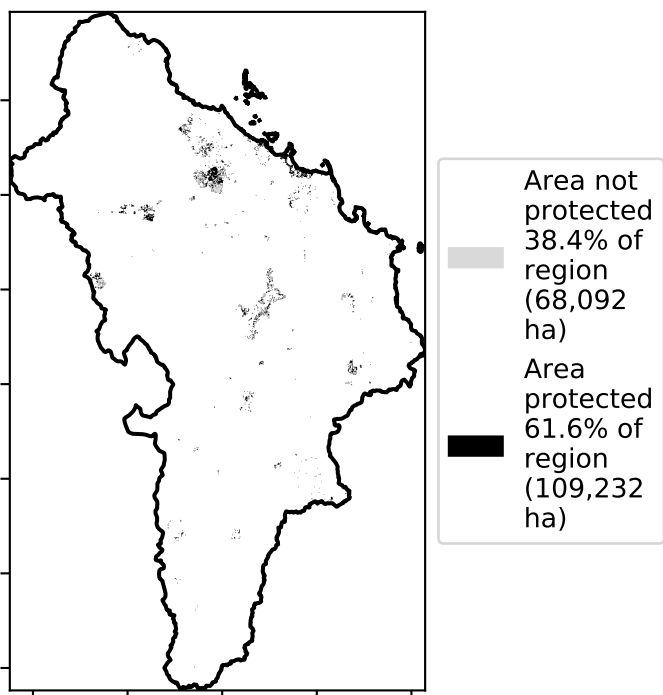 Area not
protected
38.4% of
region
(68,092
ha)
Area
protected
61.6% of
region
(109,232
ha)